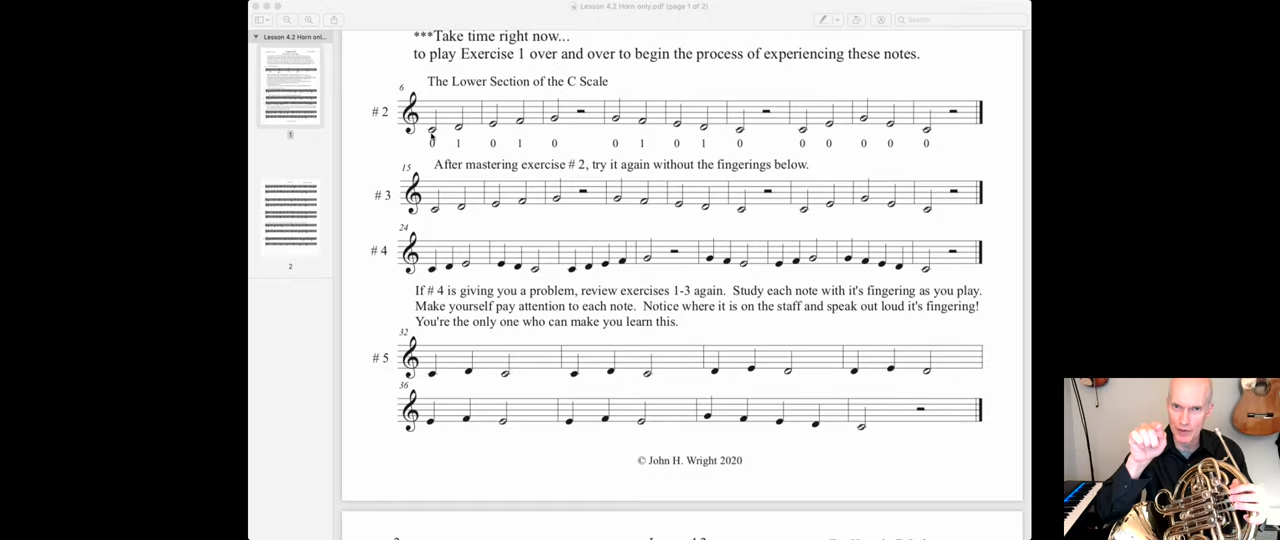 Lesson 4.2 Horn only.pdf (page 1 of 2)
Search
Lesson 4.2 Horn onl...
1
2
***Take time right now...
to play Exercise 1 over and over to begin the process of experiencing these notes.
The Lower Section of the C Scale
6
# 2
0 1 0 1 0 0 1 0 1 0 0 0 0 0 0
After mastering exercise # 2, try it again without the fingerings below.
15
# 3
24
# 4
If # 4 is giving you a problem, review exercises 1-3 again. Study each note with it's fingering as you play.
Make yourself pay attention to each note. Notice where it is on the staff and speak out loud it's fingering!
You're the only one who can make you learn this.
32
# 5
36
© John H. Wright 2020